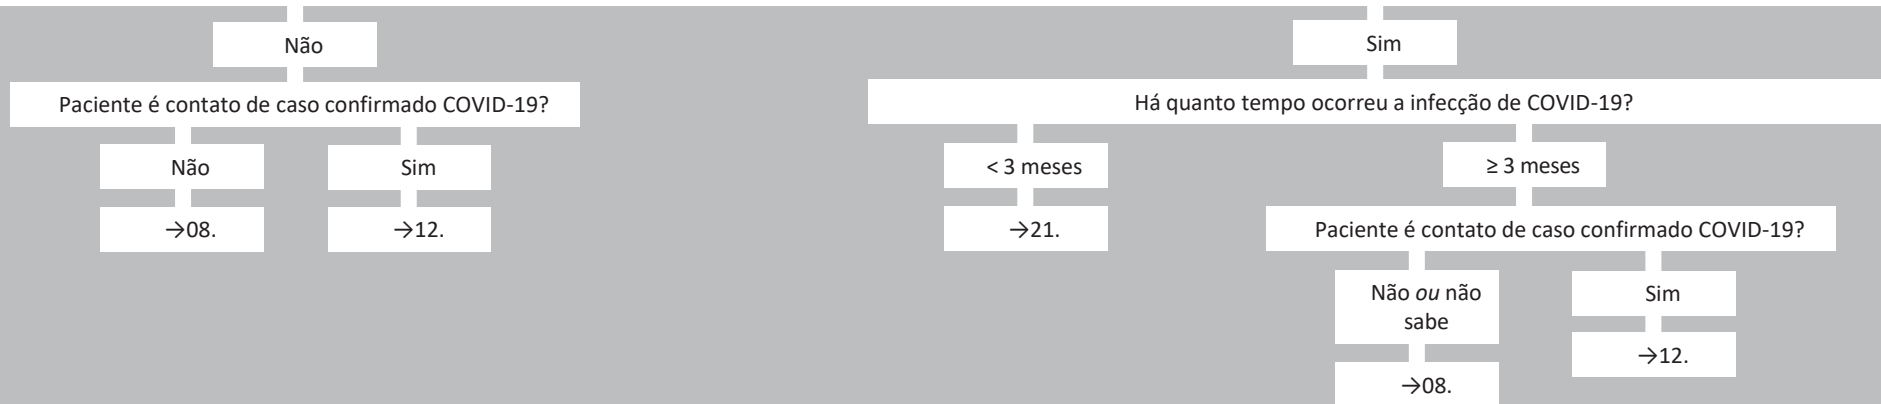 Não
Paciente é contato de caso confirmado COVID-19?
Não
Sim
→08.
→12.
Sim
Há quanto tempo ocorreu a infecção de COVID-19?
< 3 meses
→21.
≥ 3 meses
Paciente é contato de caso confirmado COVID-19?
Não ou não
sabe
→08.
Sim
→12.